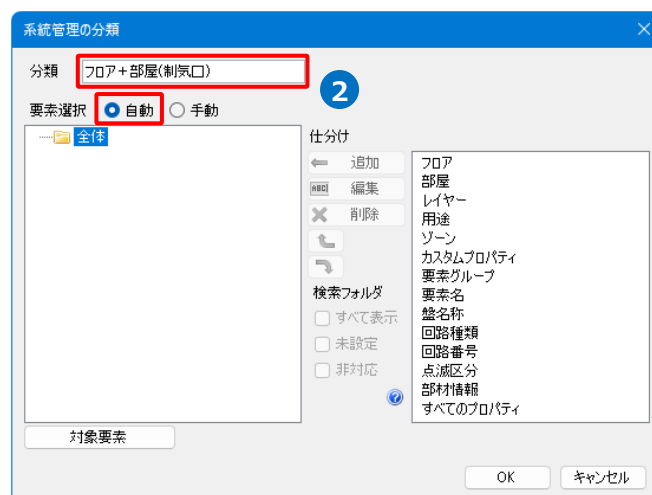 系統管理の分類
分類 フロア+部屋(制気口)
2
要素選択 自動 手動
全体
仕分け
追加
ABC 編集
削除
検索フォルダ
すべて表示
未設定
非対応
?
フロア
部屋
レイヤー
用途
ゾーン
カスタムプロパティ
要素グループ
要素名
盤名称
回路種類
回路番号
点滅区分
部材情報
すべてのプロパティ
対象要素
OK キャンセル